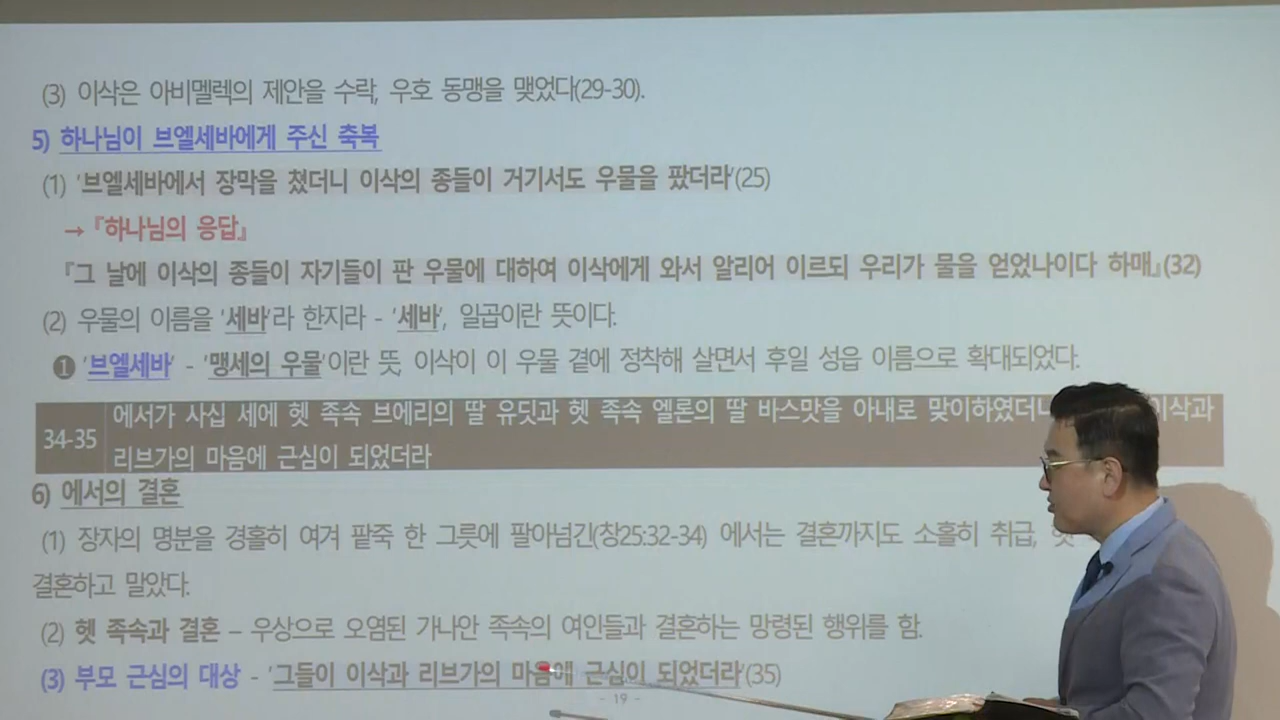 (3) 이삭은 아비멜렉의 제안을 수락, 우호 동맹을 맺었다(29-30).
5) 하나님이 브엘세바에게 주신 축복
(1) '브엘세바에서 장막을 쳤더니 이삭의 종들이 거기서도 우물을 팠더라'(25)
→『하나님의 응답』
『그 날에 이삭의 종들이 자기들이 판 우물에 대하여 이삭에게 와서 알리어 이르되 우리가 물을 얻었나이다 하매』(32)
(2) 우물의 이름을 '세바'라 한지라 - '세바', 일곱이란 뜻이다.
❶ '브엘세바' - '맹세의 우물'이란 뜻, 이삭이 이 우물 곁에 정착해 살면서 후일 성읍 이름으로 확대되었다.
34-35 에서가 사십 세에 헷 족속 브에리의 딸 유딧과 헷 족속 엘론의 딸 바스맛을 아내로 맞이하였더니 이삭과
리브가의 마음에 근심이 되었더라
6) 에서의 결혼
(1) 장자의 명분을 경홀히 여겨 팥죽 한 그릇에 팔아넘긴(창25:32-34) 에서는 결혼까지도 소홀히 취급,
결혼하고 말았다.
(2) 헷 족속과 결혼 – 우상으로 오염된 가나안 족속의 여인들과 결혼하는 망령된 행위를 함.
(3) 부모 근심의 대상 - '그들이 이삭과 리브가의 마음에 근심이 되었더라'(35)
- 19 -